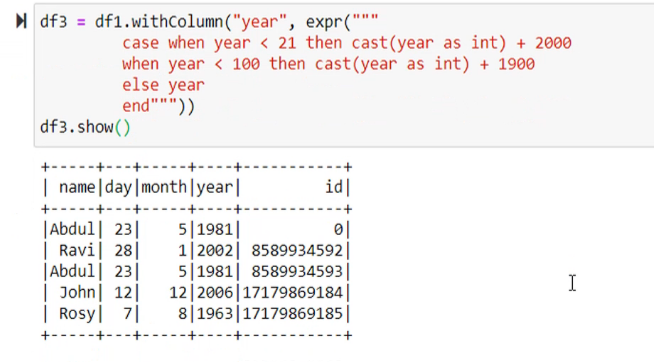 df3 = df1.withColumn("year", expr("""
case when year < 21 then cast(year as int) + 2000
when year < 100 then cast(year as int) + 1900
else year
end"""))
df3.show()
+-----+---+-----+----+-----------+
| name|day|month|year|         id|
+-----+---+-----+----+-----------+
|Abdul| 23|    5|1981|          0|
| Ravi| 28|    1|2002| 8589934592|
|Abdul| 23|    5|1981| 8589934593|
| John| 12|   12|2006|17179869184|
| Rosy|  7|    8|1963|17179869185|
+-----+---+-----+----+-----------+